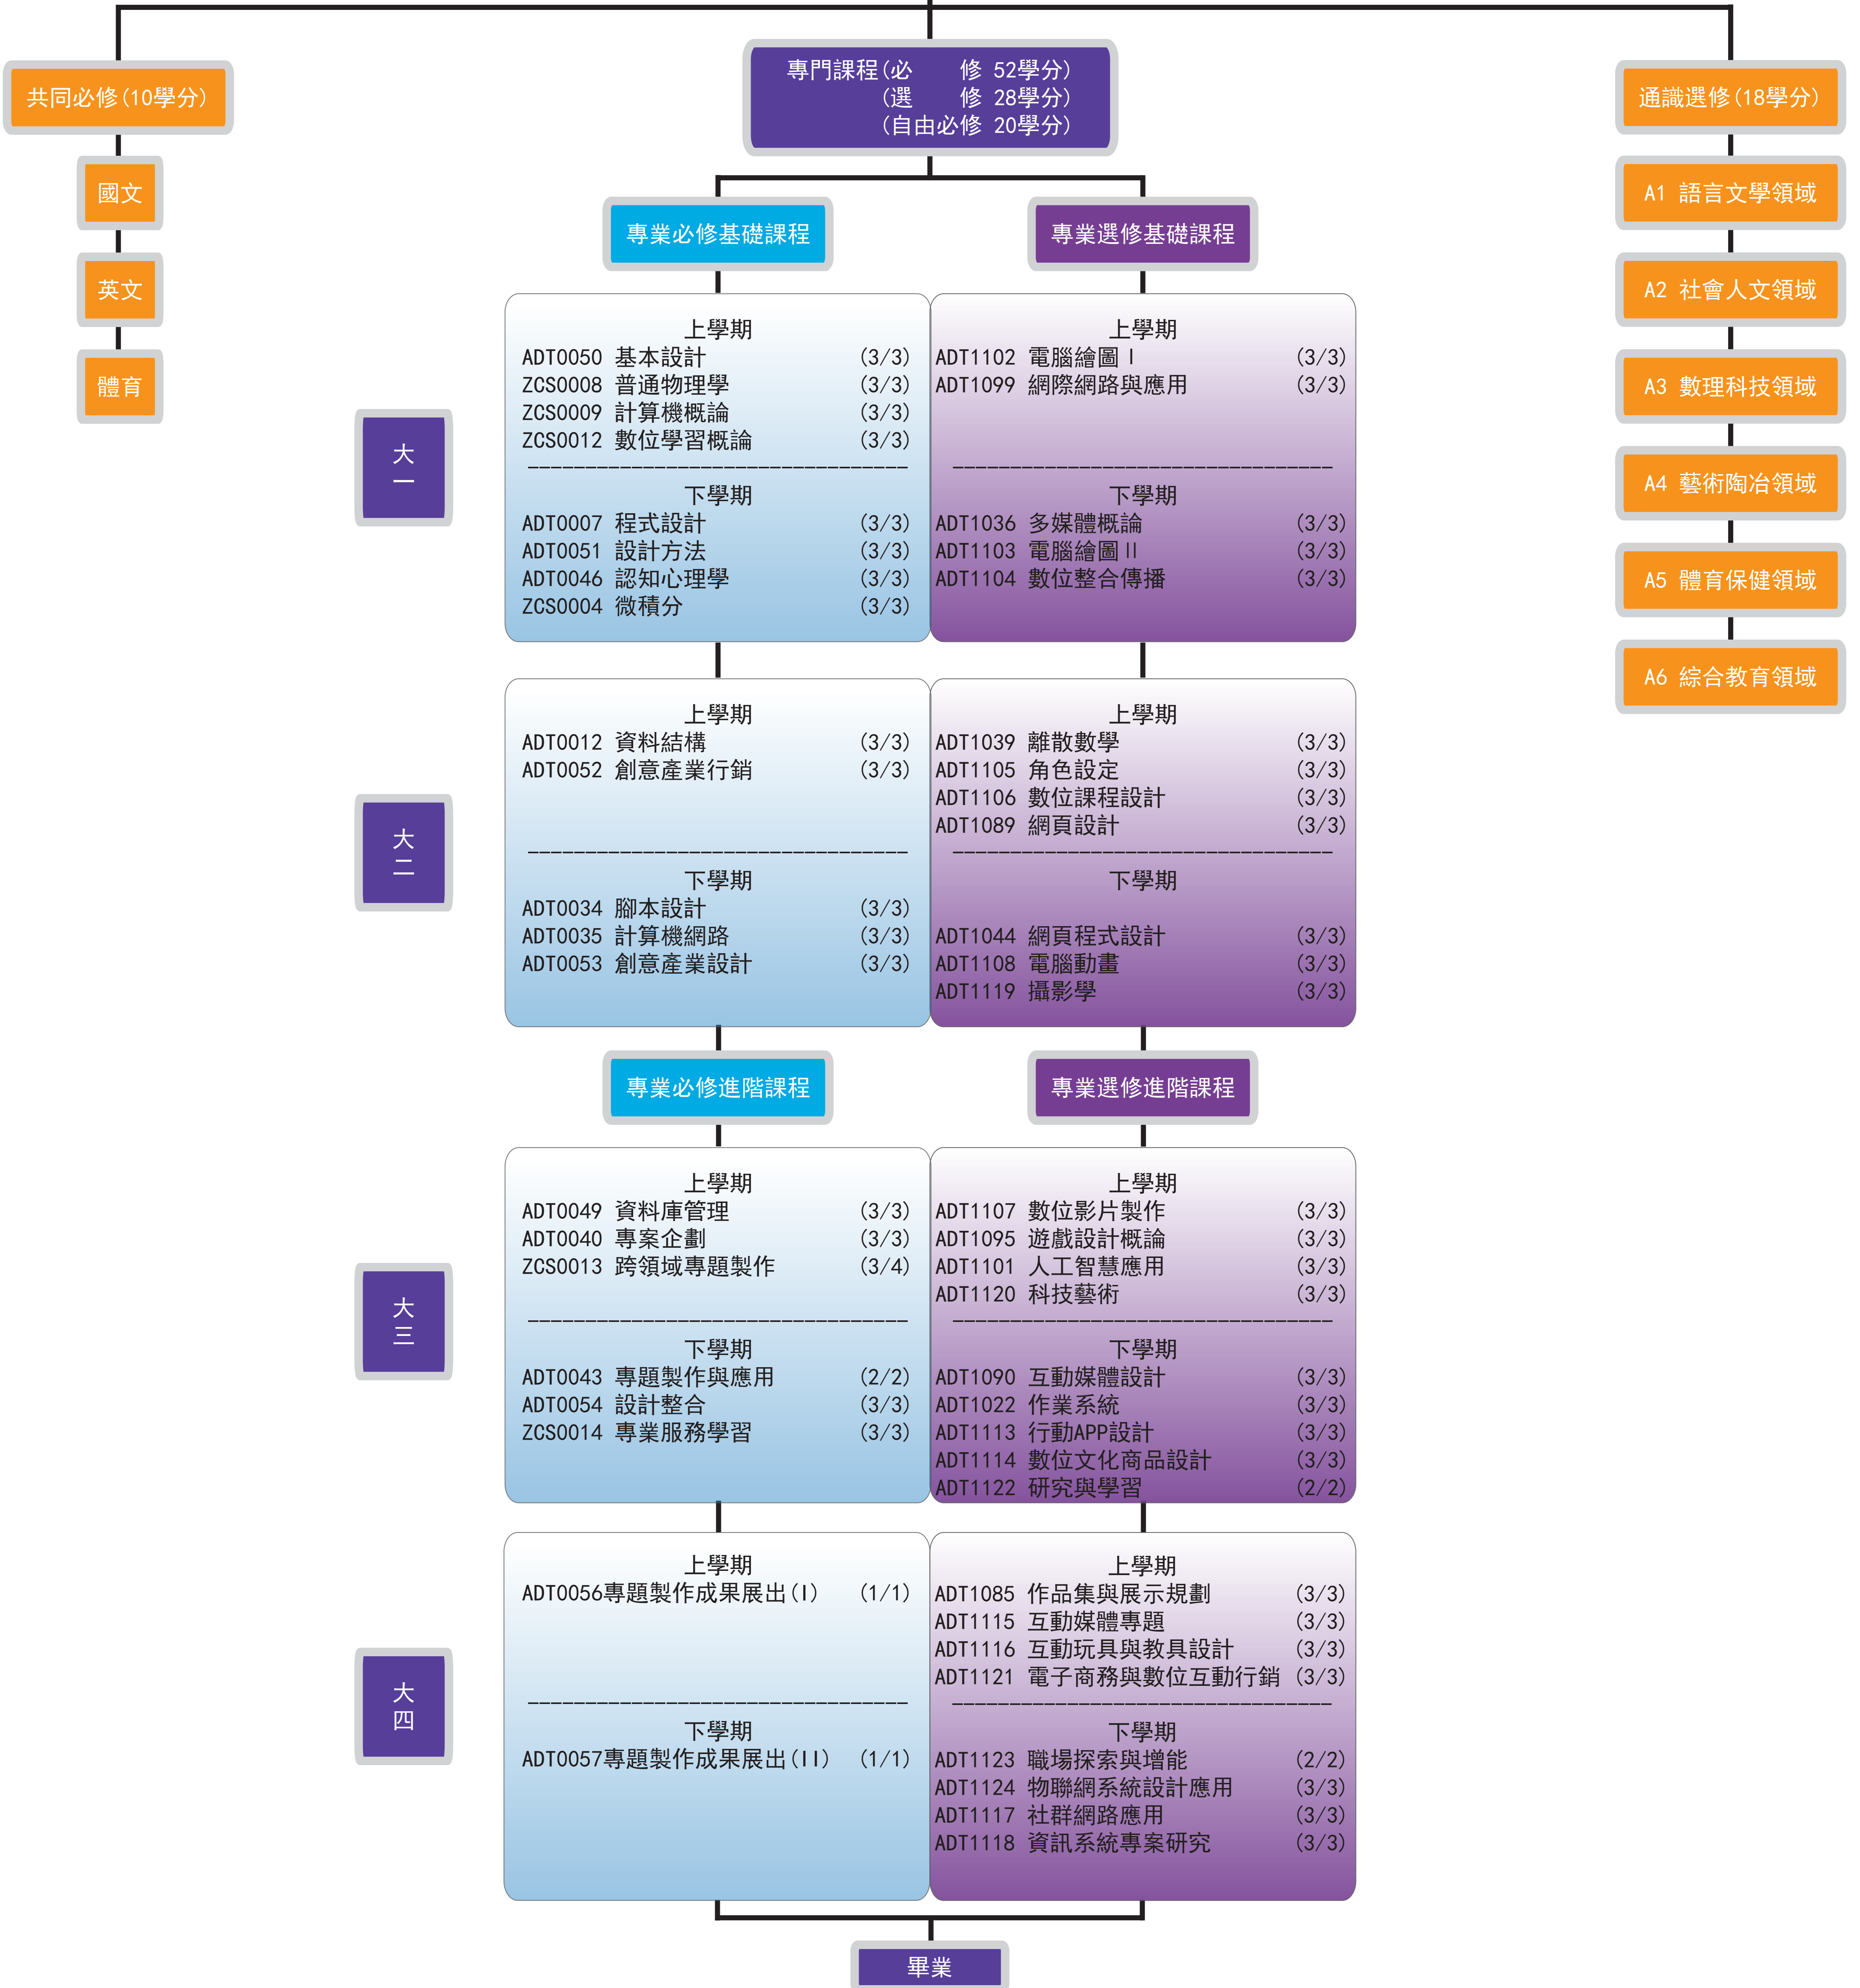 共同必修(10學分)
國文
英文
體育
專門課程(必　　修 52學分)
(選　　修 28學分)
(自由必修 20學分)
通識選修(18學分)
A1 語言文學領域
A2 社會人文領域
A3 數理科技領域
A4 藝術陶冶領域
A5 體育保健領域
A6 綜合教育領域
專業必修基礎課程
專業選修基礎課程
大一
上學期
ADT0050 基本設計 (3/3)
ZCS0008 普通物理學 (3/3)
ZCS0009 計算機概論 (3/3)
ZCS0012 數位學習概論 (3/3)
下學期
ADT0007 程式設計 (3/3)
ADT0051 設計方法 (3/3)
ADT0046 認知心理學 (3/3)
ZCS0004 微積分 (3/3)
上學期
ADT1102 電腦繪圖Ⅰ (3/3)
ADT1099 網際網路與應用 (3/3)
下學期
ADT1036 多媒體概論 (3/3)
ADT1103 電腦繪圖Ⅱ (3/3)
ADT1104 數位整合傳播 (3/3)
大二
上學期
ADT0012 資料結構 (3/3)
ADT0052 創意產業行銷 (3/3)
下學期
ADT0034 腳本設計 (3/3)
ADT0035 計算機網路 (3/3)
ADT0053 創意產業設計 (3/3)
上學期
ADT1039 離散數學 (3/3)
ADT1105 角色設定 (3/3)
ADT1106 數位課程設計 (3/3)
ADT1089 網頁設計 (3/3)
下學期
ADT1044 網頁程式設計 (3/3)
ADT1108 電腦動畫 (3/3)
ADT1119 攝影學 (3/3)
專業必修進階課程
專業選修進階課程
大三
上學期
ADT0049 資料庫管理 (3/3)
ADT0040 專案企劃 (3/3)
ZCS0013 跨領域專題製作 (3/4)
下學期
ADT0043 專題製作與應用 (2/2)
ADT0054 設計整合 (3/3)
ZCS0014 專業服務學習 (3/3)
上學期
ADT1107 數位影片製作 (3/3)
ADT1095 遊戲設計概論 (3/3)
ADT1101 人工智慧應用 (3/3)
ADT1120 科技藝術 (3/3)
下學期
ADT1090 互動媒體設計 (3/3)
ADT1022 作業系統 (3/3)
ADT1113 行動APP設計 (3/3)
ADT1114 數位文化商品設計 (3/3)
ADT1122 研究與學習 (2/2)
大四
上學期
ADT0056專題製作成果展出(I) (1/1)
下學期
ADT0057專題製作成果展出(II) (1/1)
上學期
ADT1085 作品集與展示規劃 (3/3)
ADT1115 互動媒體專題 (3/3)
ADT1116 互動玩具與教具設計 (3/3)
ADT1121 電子商務與數位互動行銷 (3/3)
下學期
ADT1123 職場探索與增能 (2/2)
ADT1124 物聯網系統設計應用 (3/3)
ADT1117 社群網路應用 (3/3)
ADT1118 資訊系統專案研究 (3/3)
畢業